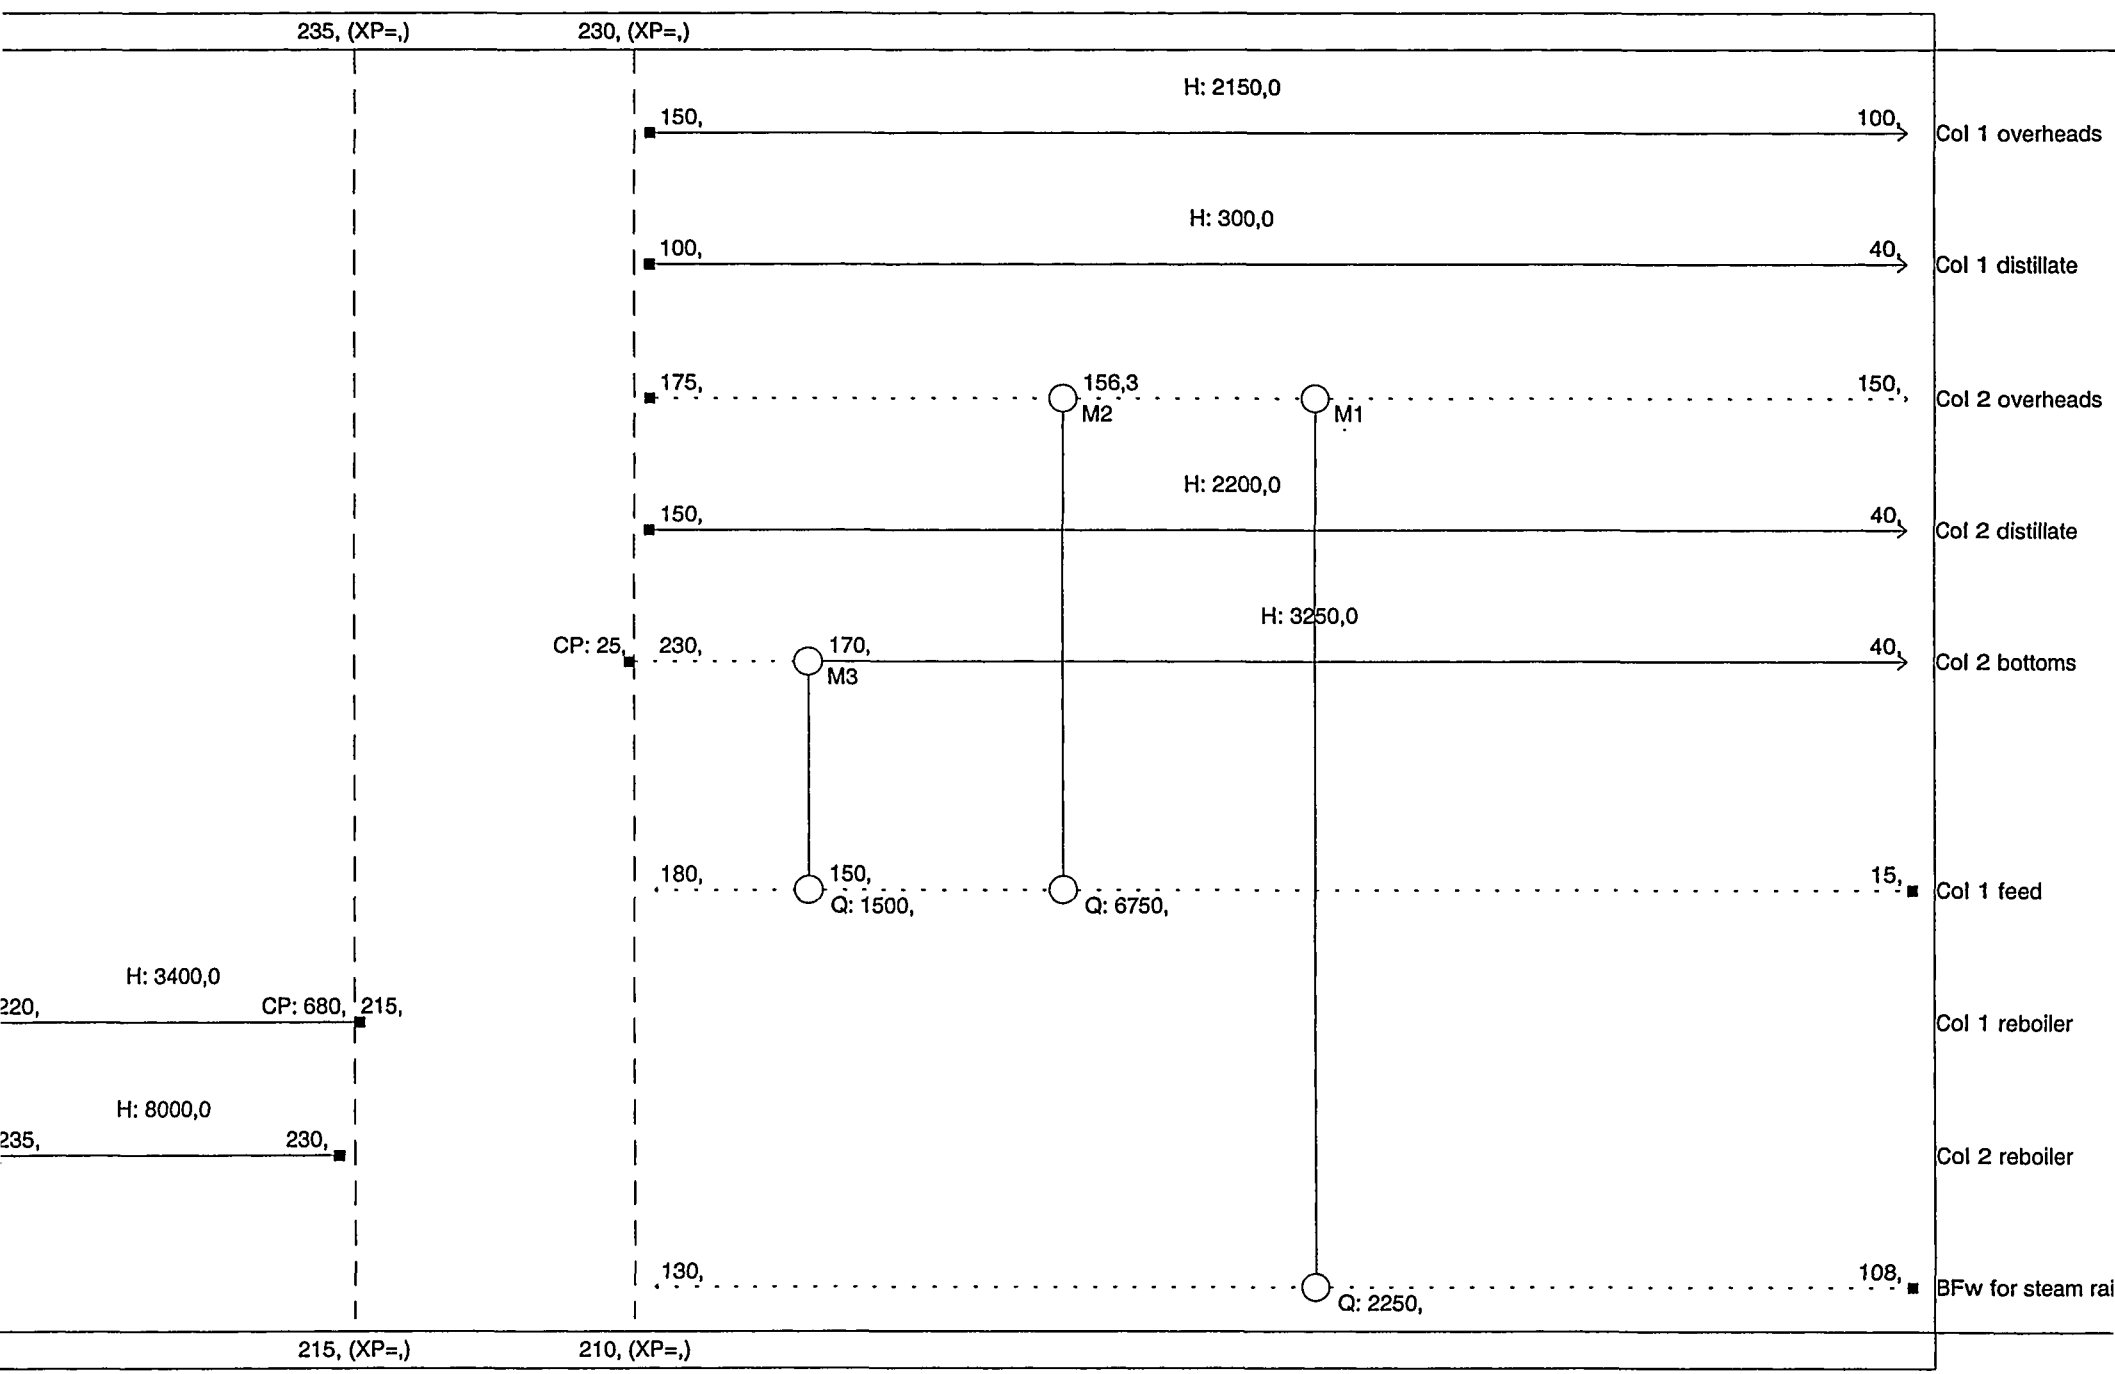 235, (XP=,) 230, (XP=,)
H: 2150,0
150, 100, Col 1 overheads
H: 300,0
100, 40, Col 1 distillate
175, 156,3 150, Col 2 overheads
M2 M1
H: 2200,0
150, 40, Col 2 distillate
H: 3250,0
CP: 25, 230, 170, 40, Col 2 bottoms
M3
180, 150, 15, Col 1 feed
Q: 1500, Q: 6750,
H: 3400,0
220, CP: 680, 215, Col 1 reboiler
H: 8000,0
235, 230, Col 2 reboiler
130, 108, BFw for steam rai
Q: 2250,
215, (XP=,) 210, (XP=,)